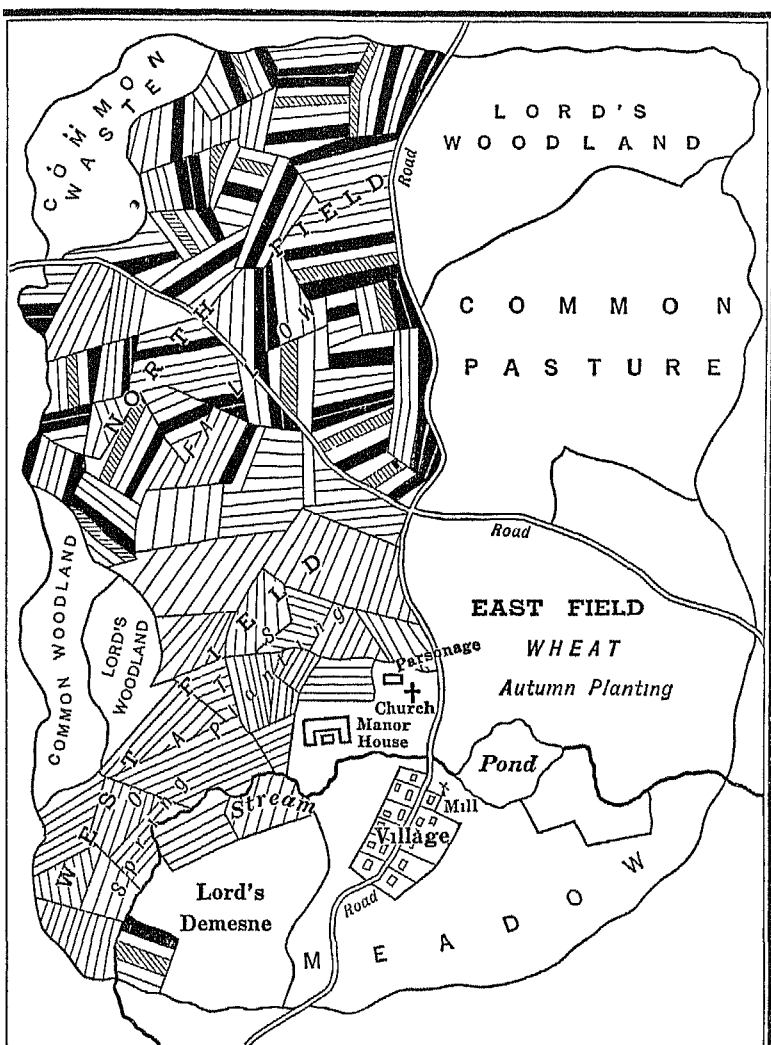 COMMON
WASTE
LORD'S
WOODLAND
Road
COMMON
PASTURE
NORTH FIELD
FALLOW
Road
COMMON WOODLAND
LORD'S
WOODLAND
EAST FIELD
WHEAT
Autumn Planting
WEST FIELD
OATS
Spring Planting
Parsonage
Church
Manor
House
Pond
Stream
Mill
Village
Lord's
Demesne
Road
MEADOW